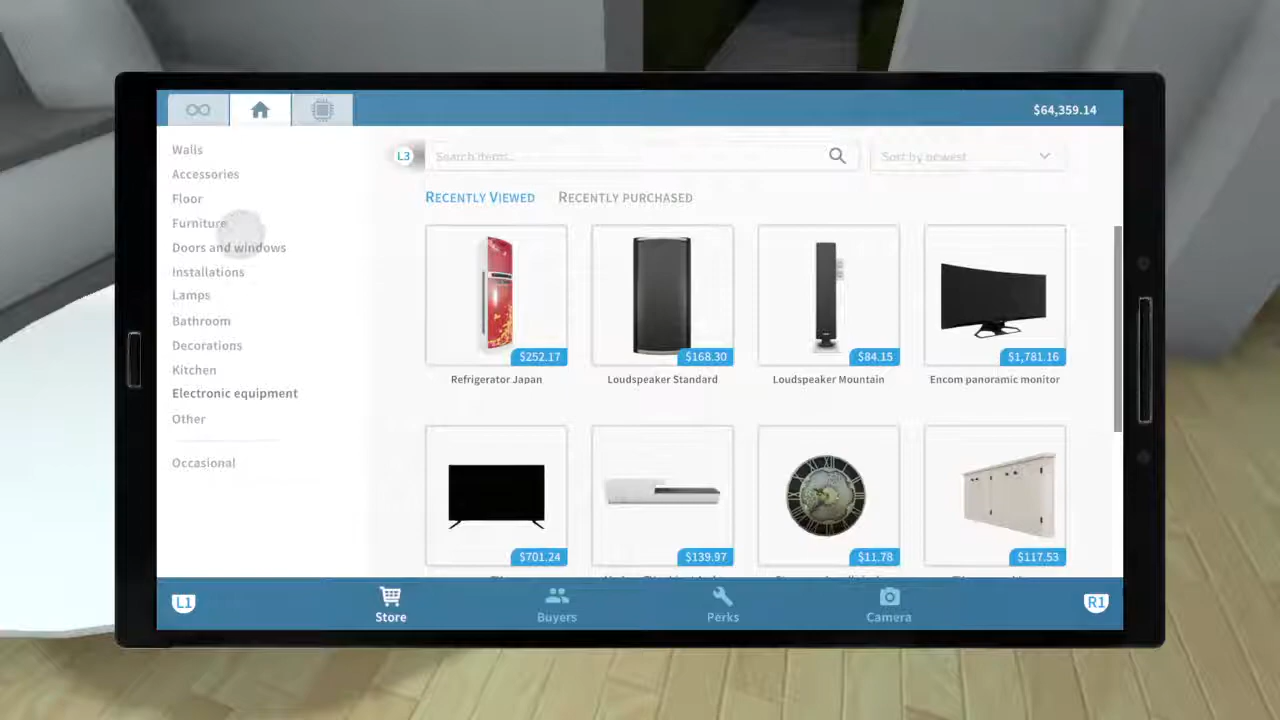 $64,359.14
Walls
Accessories
Floor
Furniture
Doors and windows
Installations
Lamps
Bathroom
Decorations
Kitchen
Electronic equipment
Other
Occasional
L3
Search items...
Sort by newest
RECENTLY VIEWED RECENTLY PURCHASED
$252.17 $168.30 $84.15 $1,781.16
Refrigerator Japan Loudspeaker Standard Loudspeaker Mountain Encom panoramic monitor
$701.24 $139.97 $11.78 $117.53
L1 Store Buyers Perks Camera R1